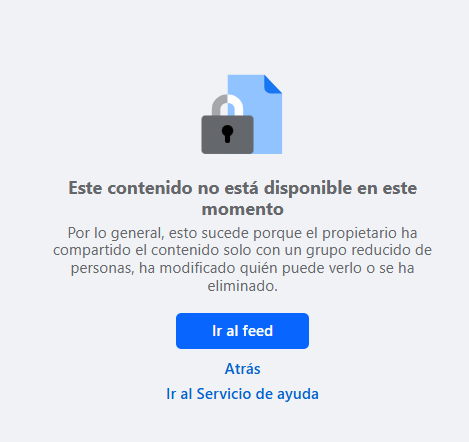 Este contenido no está disponible en este
momento
Por lo general, esto sucede porque el propietario ha
compartido el contenido solo con un grupo reducido de
personas, ha modificado quién puede verlo o se ha
eliminado.
Ir al feed
Atrás
Ir al Servicio de ayuda